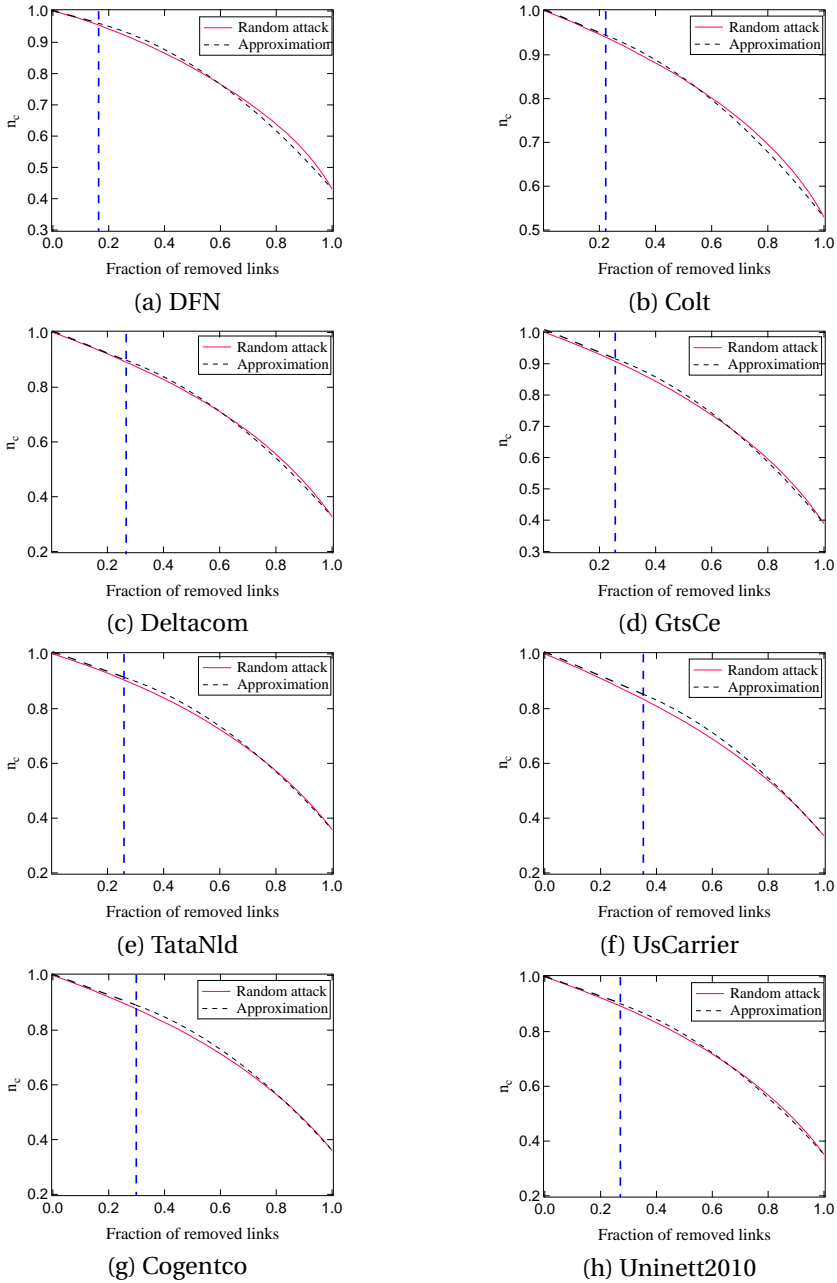 1.0
0.9
0.8
0.7
0.6
0.5
0.4
0.3
n_c
Random attack
Approximation
0.0 0.2 0.4 0.6 0.8 1.0
Fraction of removed links
(a) DFN
1.0
0.9
0.8
0.7
0.6
0.5
n_c
Random attack
Approximation
0.2 0.4 0.6 0.8 1.0
Fraction of removed links
(b) Colt
1.0
0.8
0.6
0.4
0.2
n_c
Random attack
Approximation
0.0 0.2 0.4 0.6 0.8 1.0
Fraction of removed links
(c) Deltacom
1.0
0.9
0.8
0.7
0.6
0.5
0.4
0.3
n_c
Random attack
Approximation
0.0 0.2 0.4 0.6 0.8 1.0
Fraction of removed links
(d) GtsCe
1.0
0.8
0.6
0.4
0.2
n_c
Random attack
Approximation
0.0 0.2 0.4 0.6 0.8 1.0
Fraction of removed links
(e) TataNld
1.0
0.8
0.6
0.4
0.2
n_c
Random attack
Approximation
0.0 0.2 0.4 0.6 0.8 1.0
Fraction of removed links
(f) UsCarrier
1.0
0.8
0.6
0.4
0.2
n_c
Random attack
Approximation
0.0 0.2 0.4 0.6 0.8 1.0
Fraction of removed links
(g) Cogentco
1.0
0.8
0.6
0.4
0.2
n_c
Random attack
Approximation
0.0 0.2 0.4 0.6 0.8 1.0
Fraction of removed links
(h) Uninett2010